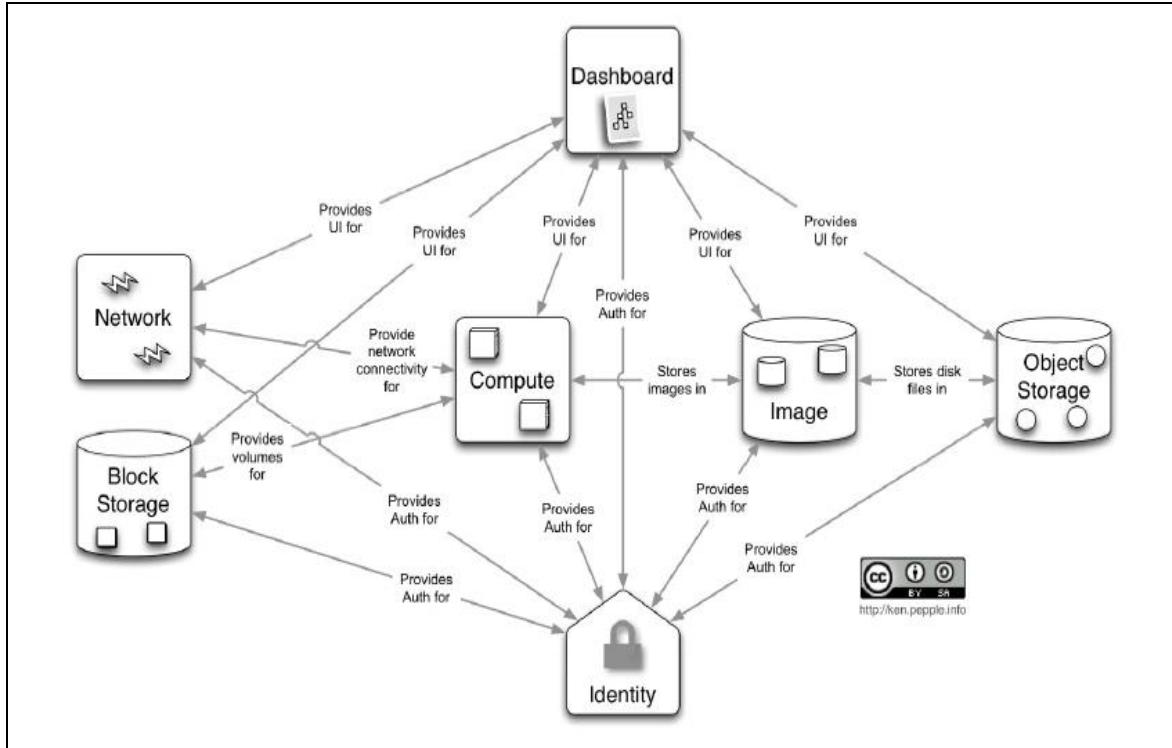 Dashboard
Provides
UI for
Provides
UI for
Provides
UI for
Provides
UI for
Provides
UI for
Network
Provides
Auth for
Provide
network
connectivity
for
Compute
Stores
images in
Image
Stores disk
files in
Object
Storage
Provides
volumes
for
Block
Storage
Provides
Auth for
Provides
Auth for
Provides
Auth for
Provides
Auth for
Provides
Auth for
cc
BY SA
http://ken.pepple.info
Identity